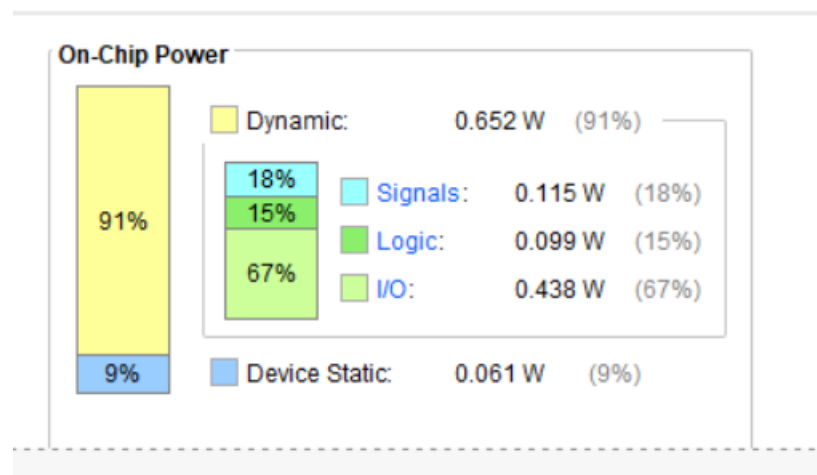 On-Chip Power
Dynamic: 0.652 W (91%)
18% Signals: 0.115 W (18%)
91% 15% Logic: 0.099 W (15%)
67% I/O: 0.438 W (67%)
9% Device Static: 0.061 W (9%)